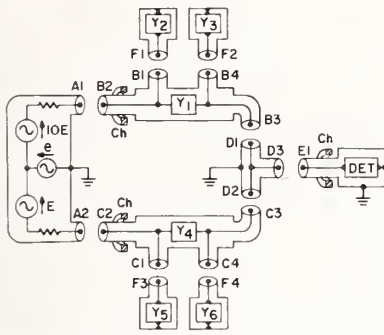 Y2 Y3
F1 F2
B1 B4
A1 B2
Y1
Ch
B3
10E
e
D1
D3 E1 Ch
DET
D2
E
Ch
A2 C2
C3
Y4
C1 C4
F3 F4
Y5 Y6